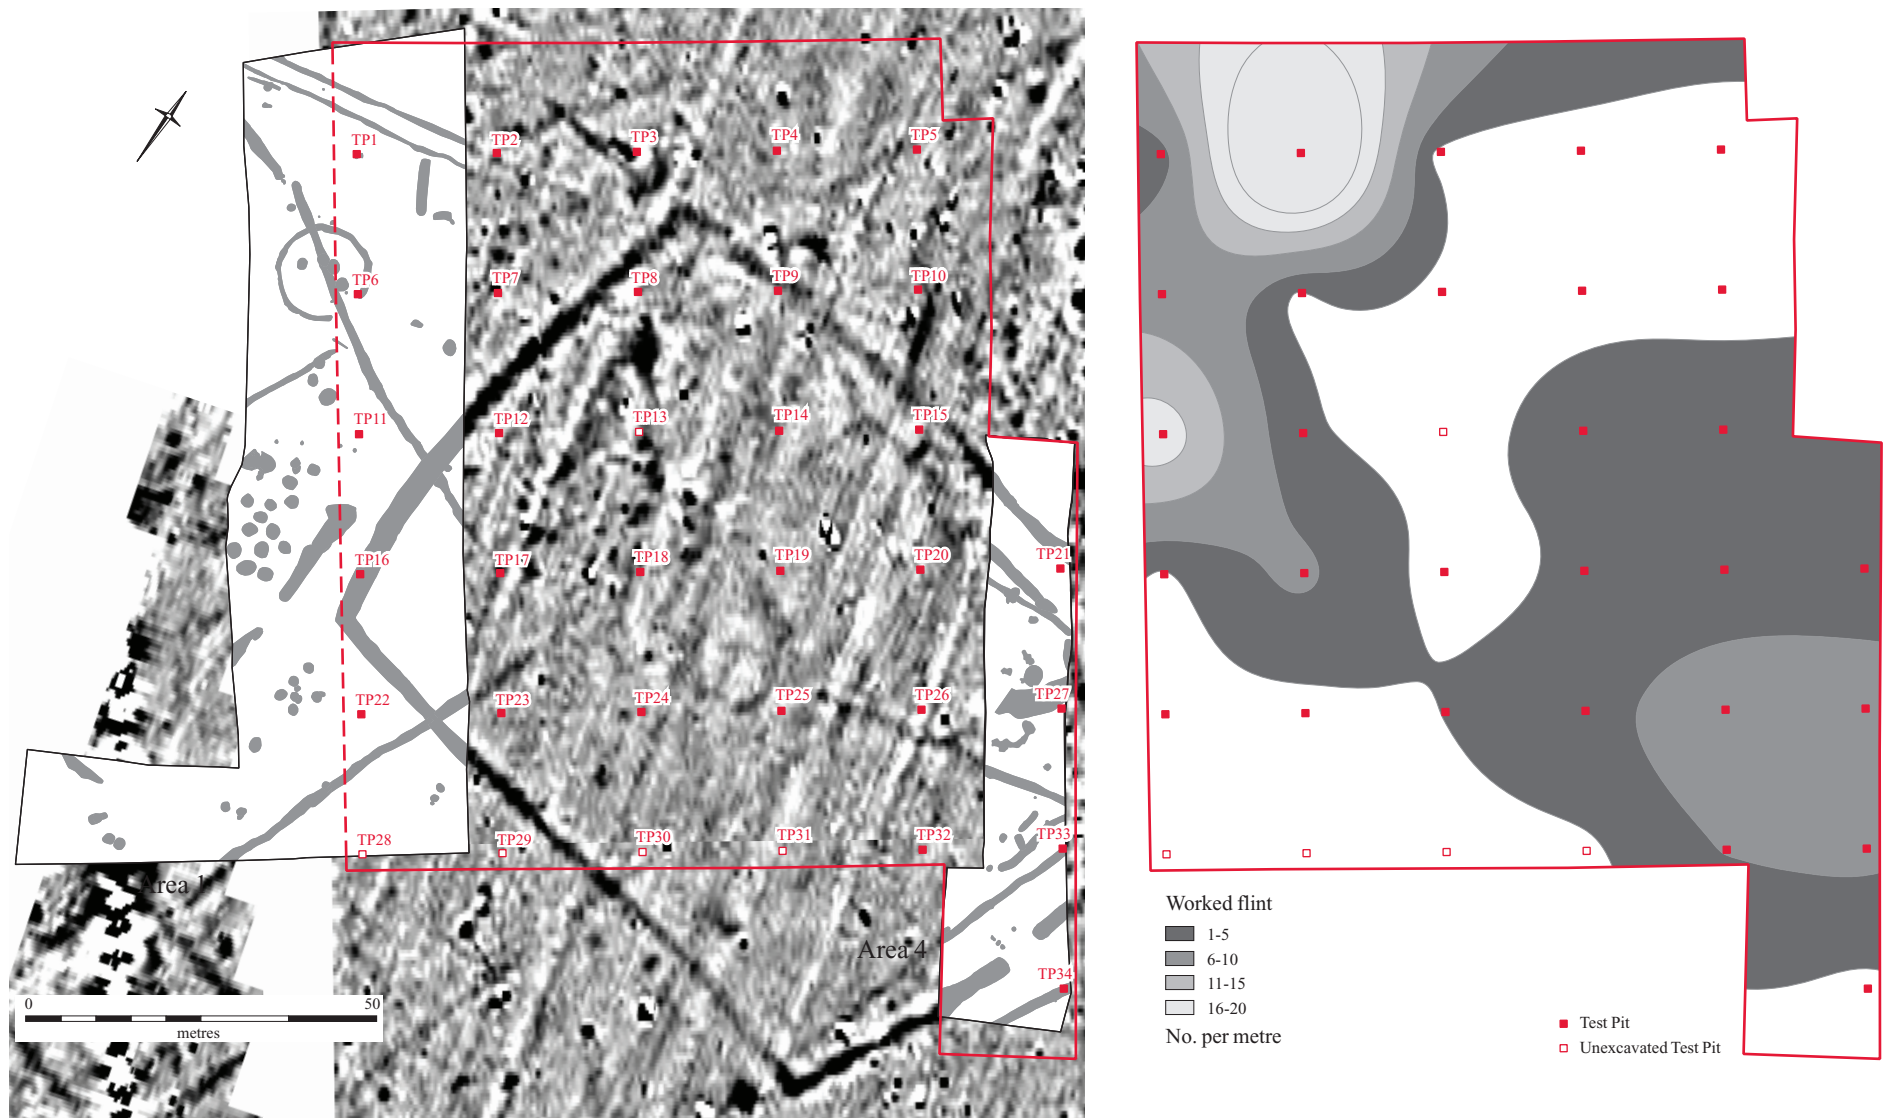 TP1
TP2
TP3
TP4
TP5
TP6
TP7
TP8
TP9
TP10
TP11
TP12
TP13
TP14
TP15
TP16
TP17
TP18
TP19
TP20
TP21
TP22
TP23
TP24
TP25
TP26
TP27
TP28
TP29
TP30
TP31
TP32
TP33
TP34
Area 1
Area 4
0 50
metres
Worked flint
1-5
6-10
11-15
16-20
No. per metre
Test Pit
Unexcavated Test Pit